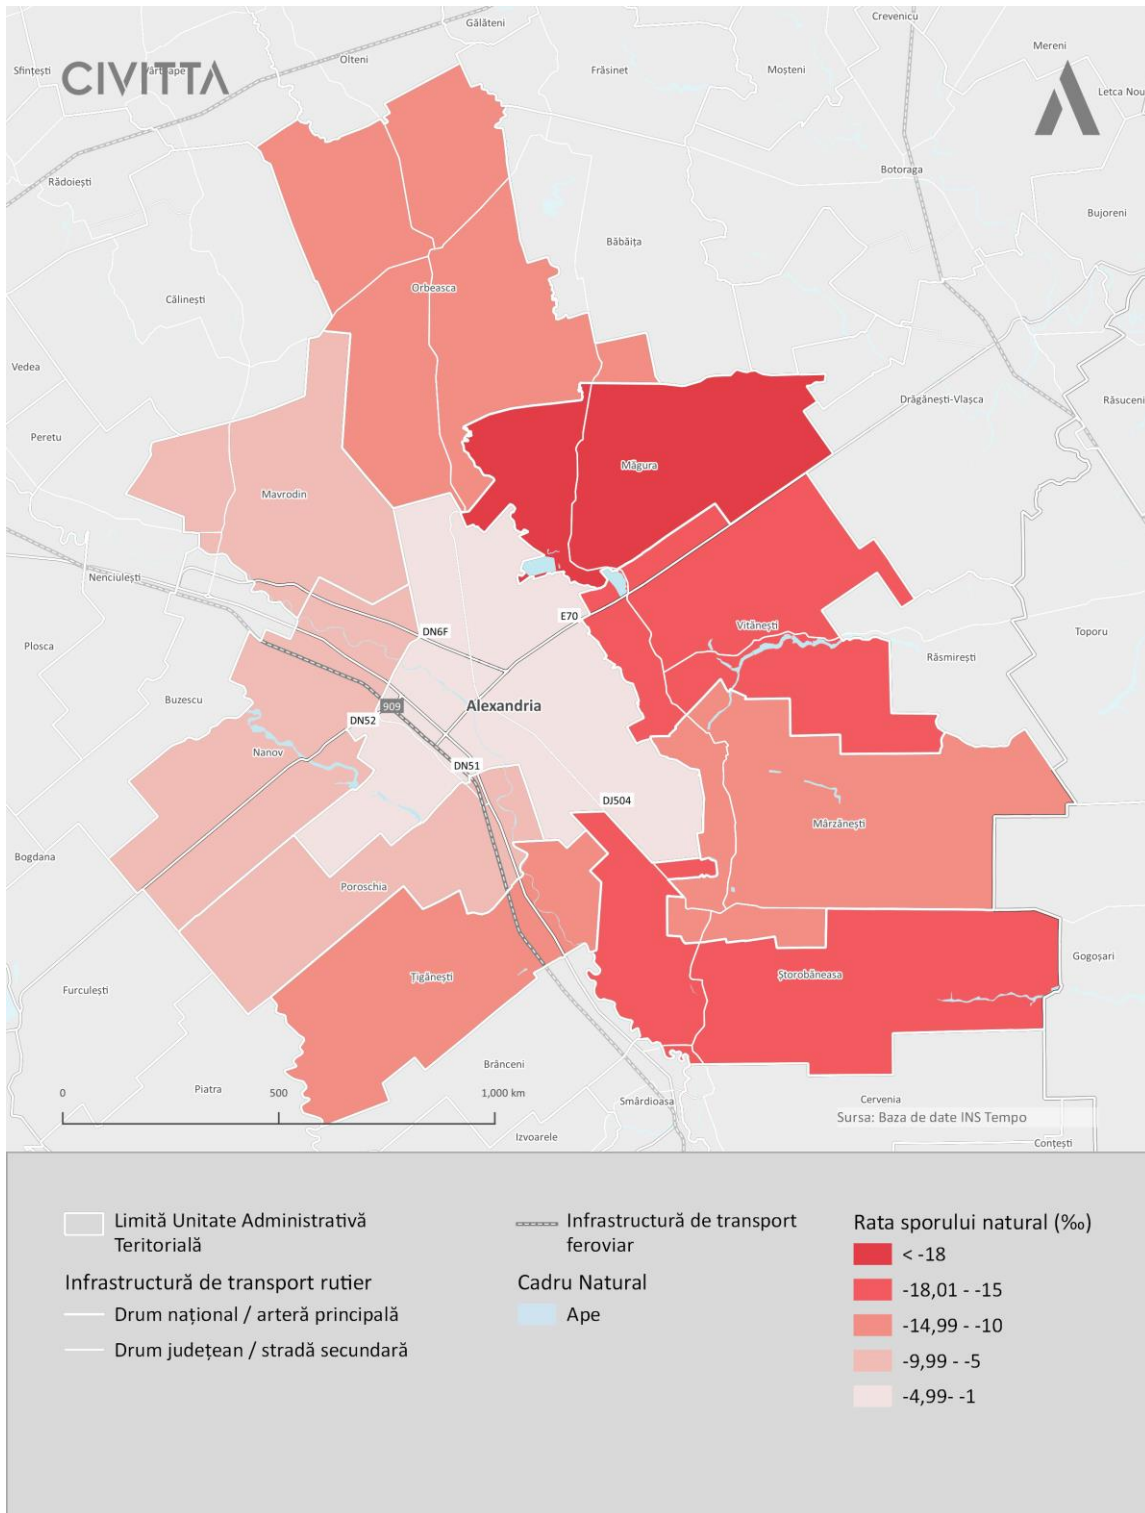 Crevenicu
Gălăteni
Mereni
Olteni
Sfințești
CIVITTA
Frăsinet
Moșteni
Letca Nou
Botoraga
Rădoiești
Bujoreni
Băbăița
Orbeasca
Călinești
Vedea
Drăgănești-Vlașca
Răsuceni
Peretu
Măgura
Mavrodin
Nenciulești
E70
DN6F
Vitănești
Toporu
Plosca
Răsmirești
Buzescu
909
Alexandria
DN52
Nanov
DN51
DJ504
Mârzănești
Bogdana
Poroschia
Gogoșari
Țigănești
Ștorobăneasa
Furculești
Brânceni
Piatra
0 500 1,000 km
Smârdioasa
Cervenia
Sursa: Baza de date INS Tempo
Izvoarele
Conțești
Limită Unitate Administrativă
Teritorială
Infrastructură de transport rutier
Drum național / arteră principală
Drum județean / stradă secundară
Infrastructură de transport
feroviar
Cadru Natural
Ape
Rata sporului natural (‰)
< -18
-18,01 - -15
-14,99 - -10
-9,99 - -5
-4,99- -1